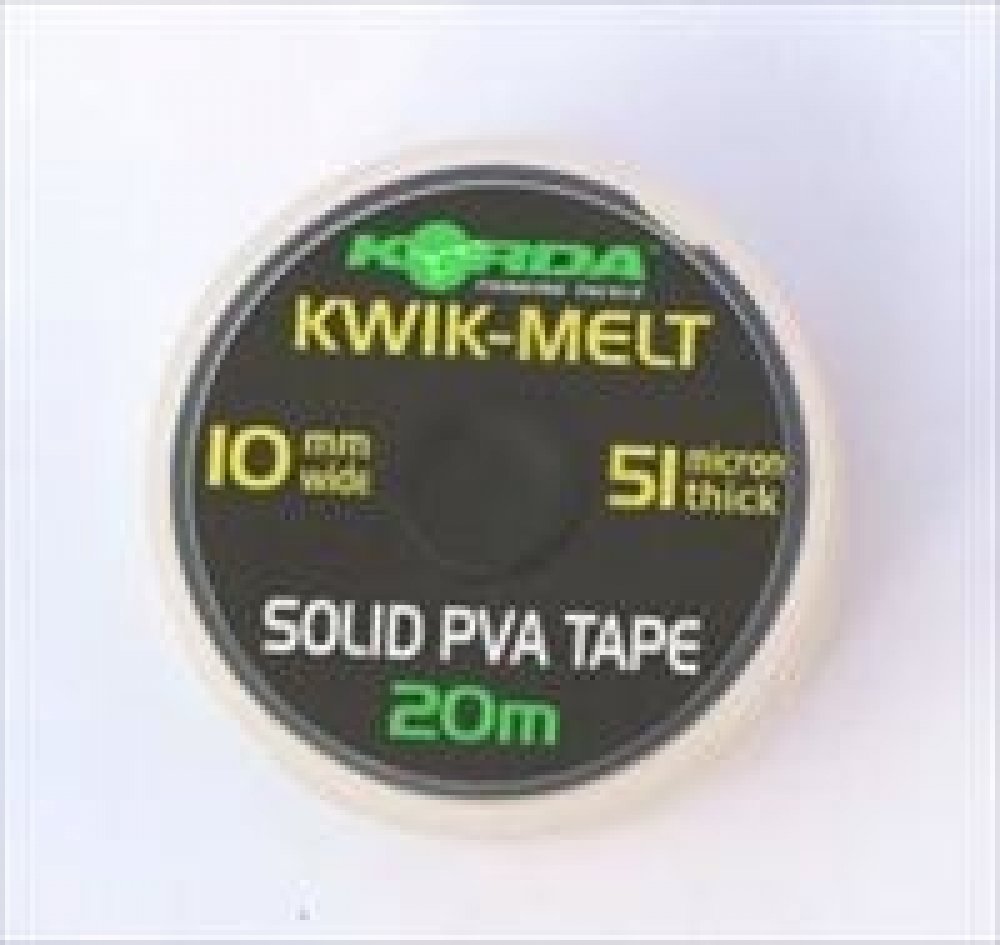 KORDA
KWIK-MELT
10 mm wide
51 micron thick
SOLID PVA TAPE
20m